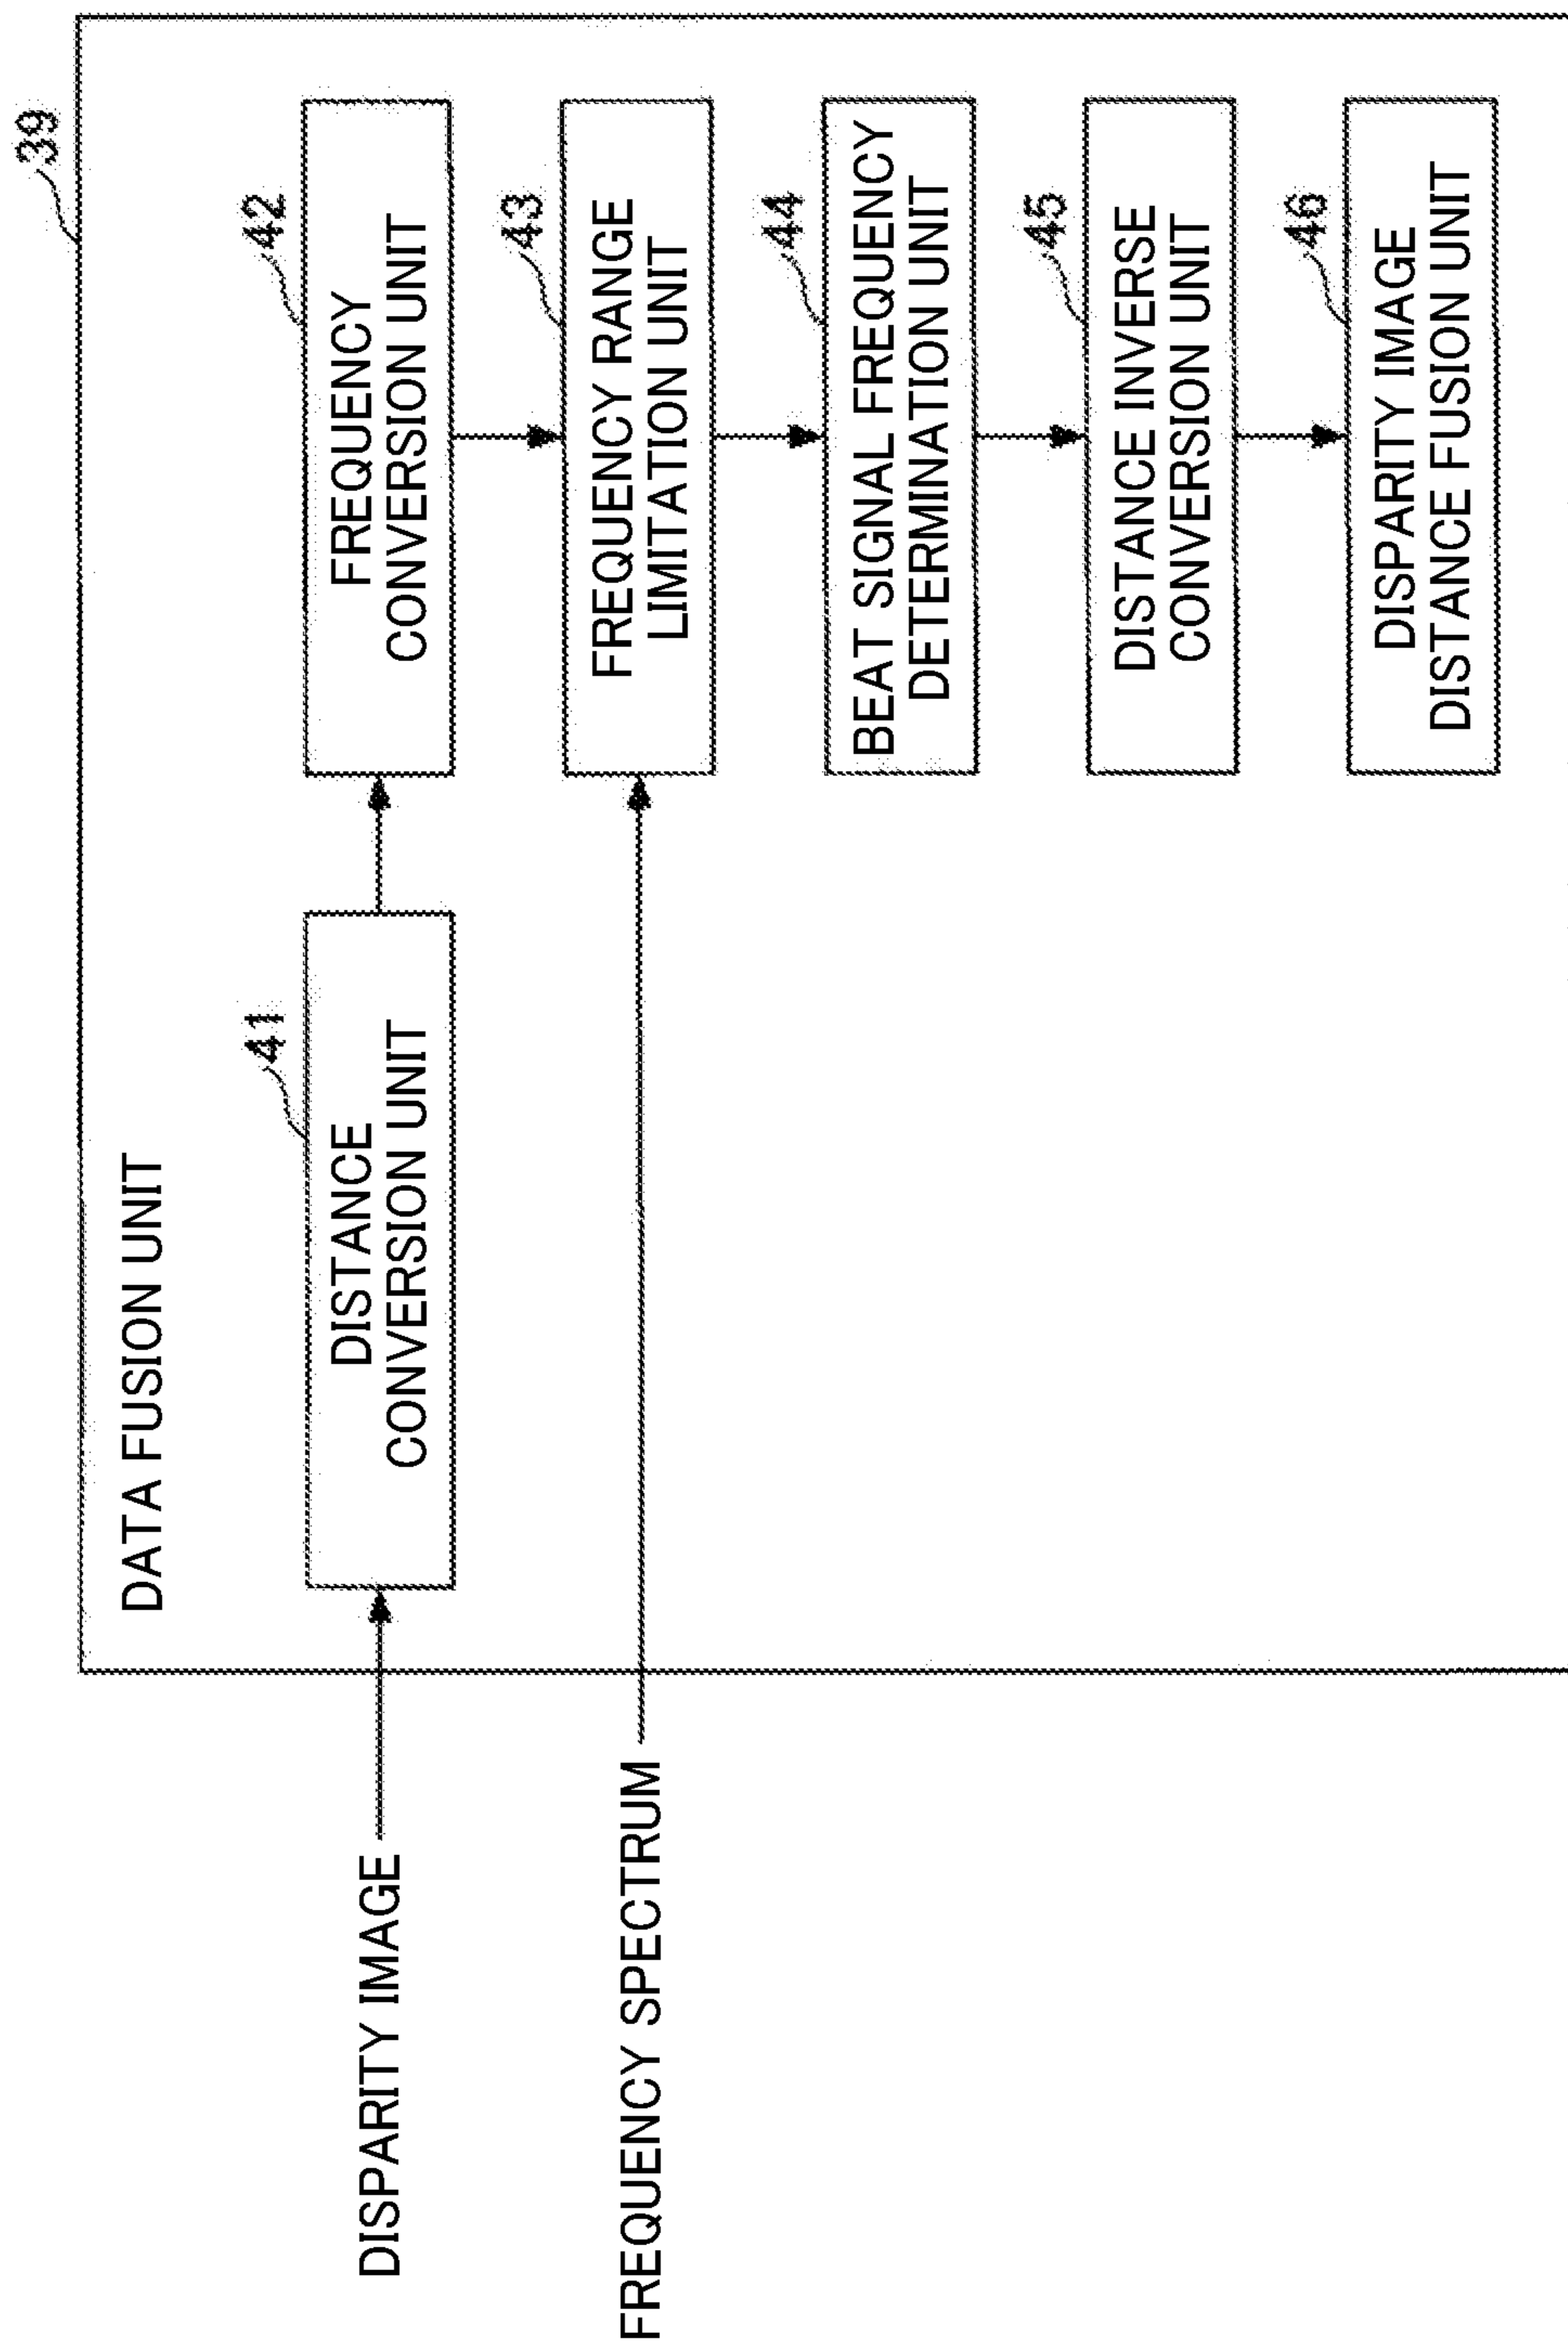 39
DATA FUSION UNIT
41
42
DISPARITY IMAGE
DISTANCE
CONVERSION UNIT
FREQUENCY
CONVERSION UNIT
43
FREQUENCY SPECTRUM
FREQUENCY RANGE
LIMITATION UNIT
44
BEAT SIGNAL FREQUENCY
DETERMINATION UNIT
45
DISTANCE INVERSE
CONVERSION UNIT
46
DISPARITY IMAGE
DISTANCE FUSION UNIT